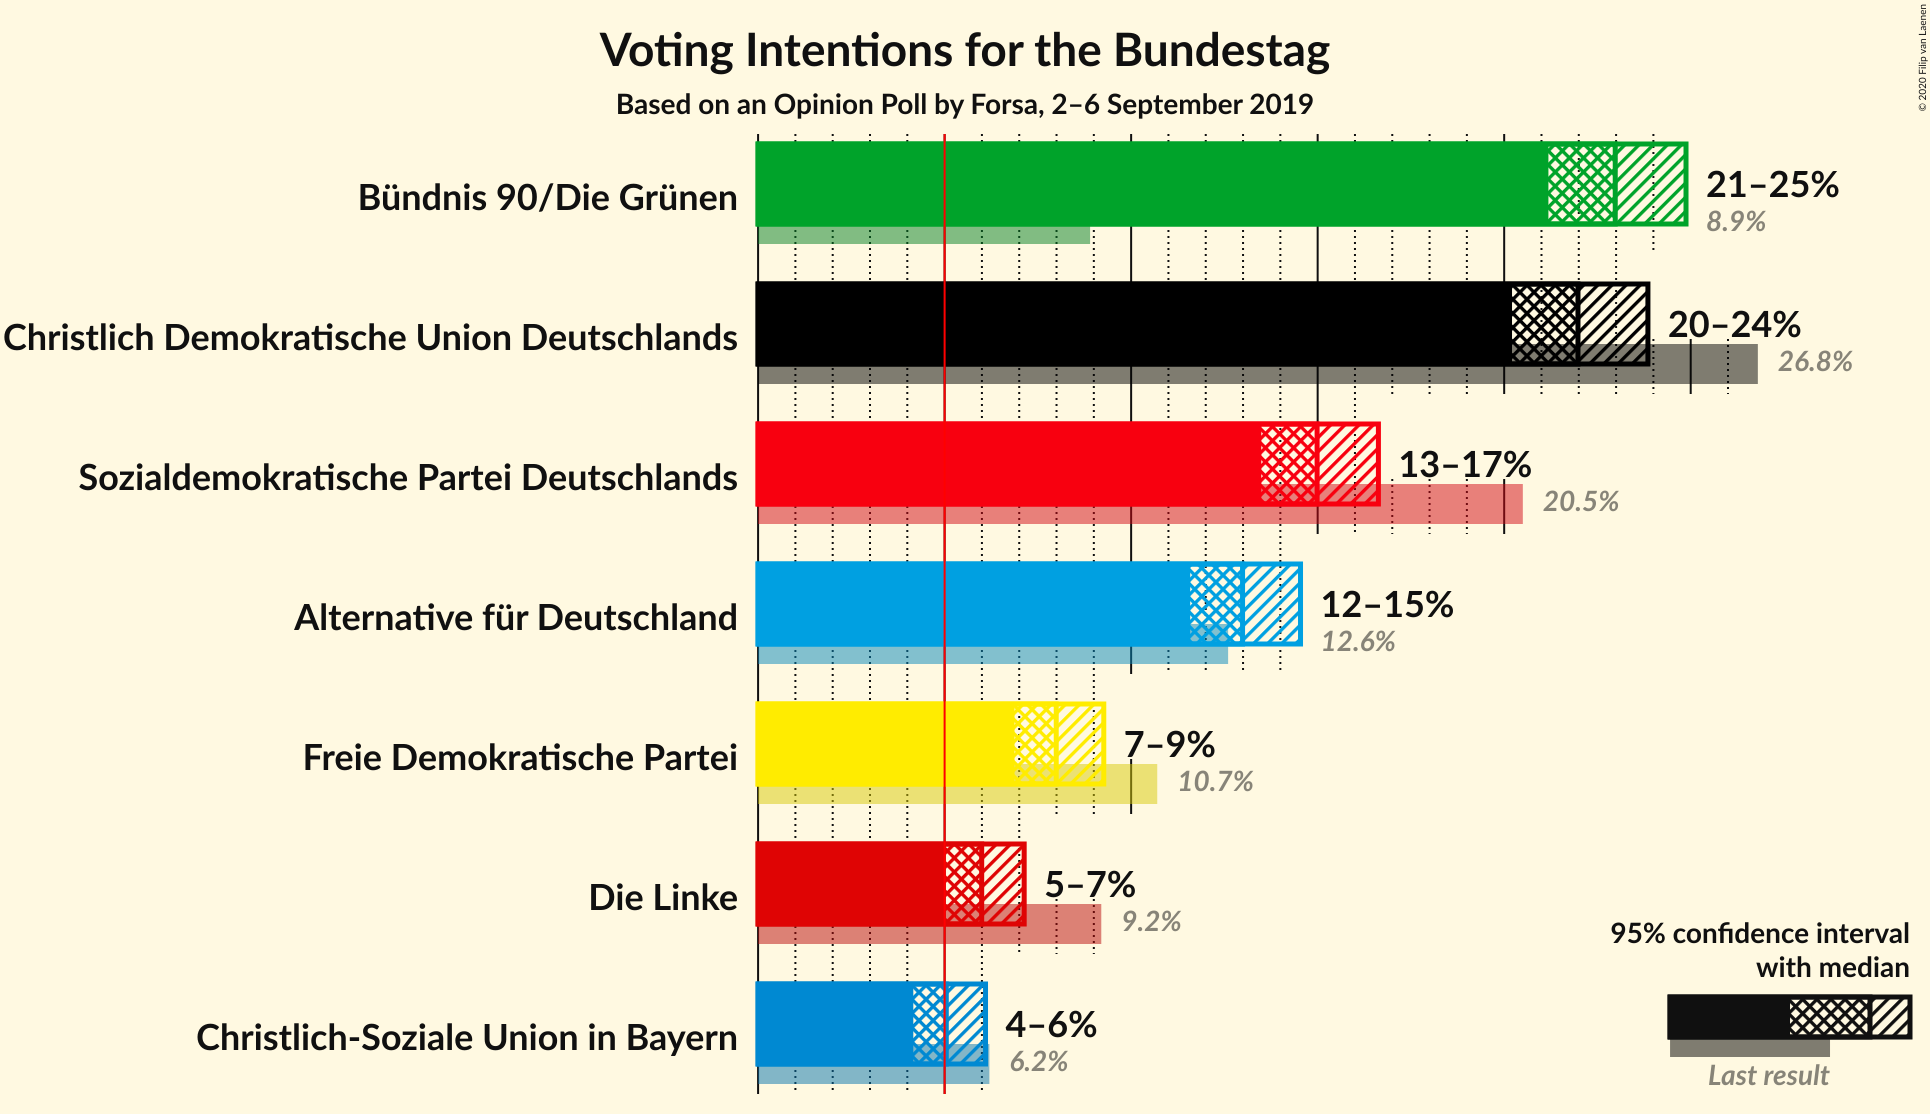 Voting Intentions for the Bundestag
Based on an Opinion Poll by Forsa, 2–6 September 2019
© 2020 Filip van Laenen
Bündnis 90/Die Grünen
21–25%
8.9%
Christlich Demokratische Union Deutschlands
20–24%
26.8%
Sozialdemokratische Partei Deutschlands
13–17%
20.5%
Alternative für Deutschland
12–15%
12.6%
Freie Demokratische Partei
7–9%
10.7%
Die Linke
5–7%
9.2%
Christlich-Soziale Union in Bayern
4–6%
6.2%
95% confidence interval
with median
Last result